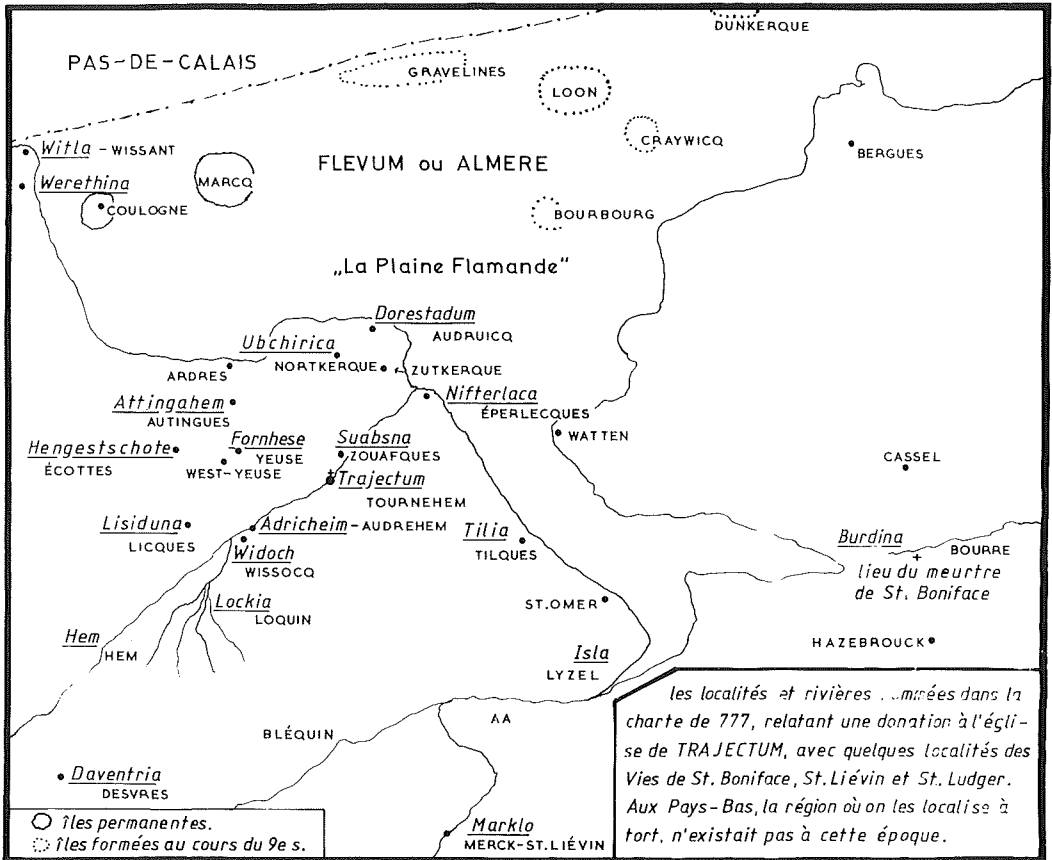 DUNKERQUE
PAS-DE-CALAIS
GRAVELINES
LOON
CRAYWICQ
BERGUES
Witla - WISSANT
FLEVUM ou ALMERE
MARCQ
Werethina
COULOGNE
BOURBOURG
„La Plaine Flamande"
Dorestadum
AUDRUICQ
Ubchirica
NORTKERQUE
ZUTKERQUE
ARDRES
Nifterlaca
ÉPERLECQUES
Attingahem
AUTINGUES
WATTEN
Hengestschote
ÉCOTTES
Fornhese
YEUSE
WEST-YEUSE
Suabsna
ZOUAFQUES
CASSEL
Trajectum
TOURNEHEM
Lisiduna
LICQUES
Adricheim - AUDREHEM
Tilia
TILQUES
Widoch
WISSOCQ
Burdina
BOURRE
lieu du meurtre
de St. Boniface
Lockia
LOQUIN
ST. OMER
Hem
HEM
Isla
LYZEL
HAZEBROUCK
AA
BLÉQUIN
Daventria
DESVRES
Marklo
MERCK-ST.LIÉVIN
îles permanentes.
îles formées au cours du 9e s.
les localités et rivières dans la
charte de 777, relatant une donation à l'égli-
se de TRAJECTUM, avec quelques localités des
Vies de St. Boniface, St. Liévin et St. Ludger.
Aux Pays-Bas, la région où on les localise à
tort, n'existait pas à cette époque.